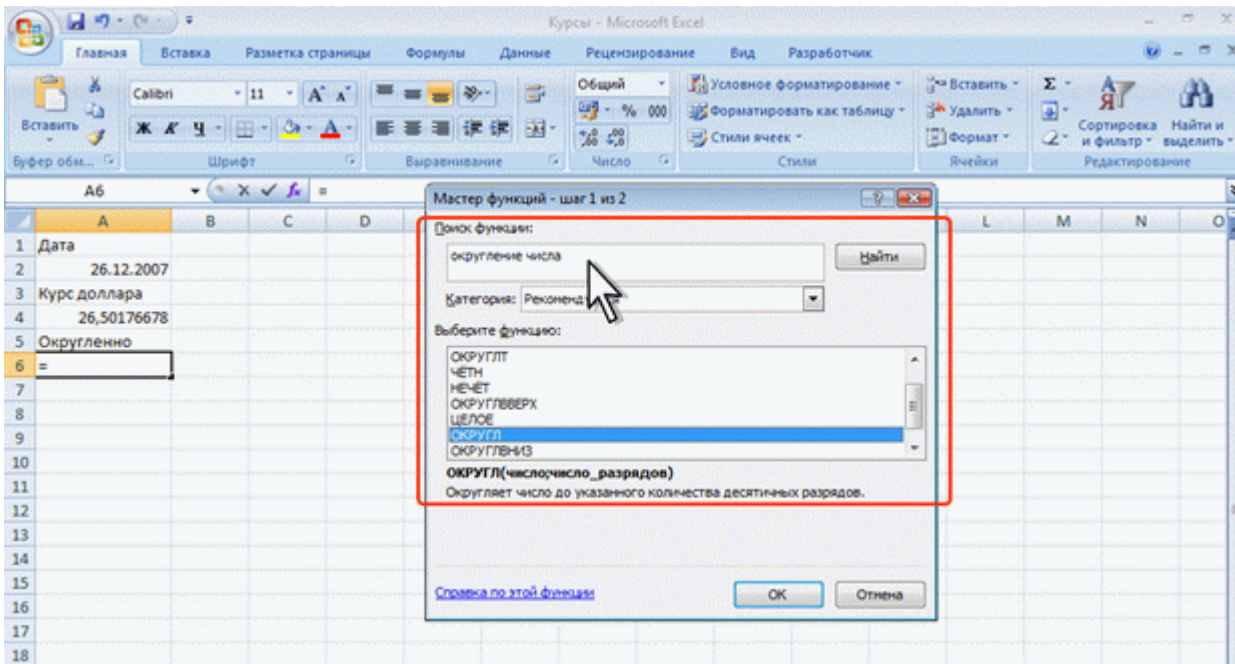 Курсы - Microsoft Excel
Главная Вставка Разметка страницы Формулы Данные Рецензирование Вид Разработчик
Вставить
Calibri 11
Ж К Ч
Общий
% 000
Условное форматирование
Форматировать как таблицу
Стили ячеек
Вставить
Удалить
Формат
Σ
Сортировка и фильтр
Найти и выделить
Буфер обм... Шрифт Выравнивание Число Стили Ячейки Редактирование
A6 fx =
A B C D L M N O
1 Дата
2 26.12.2007
3 Курс доллара
4 26,50176678
5 Округленно
6 =
7
8
9
10
11
12
13
14
15
16
17
18
Мастер функций - шаг 1 из 2
Поиск функции:
округление числа
Найти
Категория:
Выберите функцию:
ОКРУГЛТ
ЧЁТН
НЕЧЁТ
ОКРУГЛВВЕРХ
ЦЕЛОЕ
ОКРУГЛ
ОКРУГЛВНИЗ
ОКРУГЛ(число;число_разрядов)
Округляет число до указанного количества десятичных разрядов.
Справка по этой функции
ОК Отмена